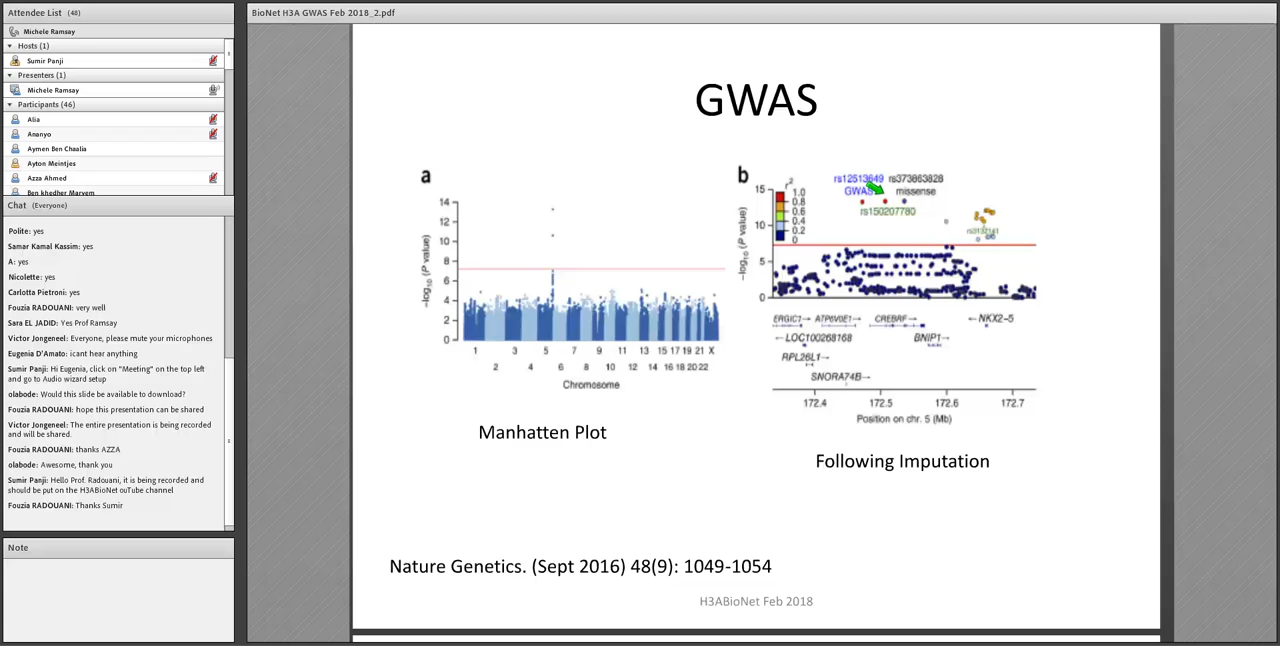 Attendee List (48)
Michele Ramsay
Hosts (1)
Sumir Panji
Presenters (1)
Michele Ramsay
Participants (46)
Alia
Ananyo
Aymen Ben Chaalia
Ayton Meintjes
Azza Ahmed
Ben khedher Maryem
Chat (Everyone)
Polite: yes
Samar Kamal Kassim: yes
A: yes
Nicolette: yes
Carlotta Pietroni: yes
Fouzia RADOUANI: very well
Sara EL JADID: Yes Prof Ramsay
Victor Jongeneel: Everyone, please mute your microphones
Eugenia D'Amato: icant hear anything
Sumir Panji: Hi Eugenia, click on "Meeting" on the top left
and go to Audio wizard setup
olabode: Would this slide be available to download?
Fouzia RADOUANI: hope this presentation can be shared
Victor Jongeneel: The entire presentation is being recorded
and will be shared.
Fouzia RADOUANI: thanks AZZA
olabode: Awesome, thank you
Sumir Panji: Hello Prof. Radouani, it is being recorded and
should be put on the H3ABioNet ouTube channel
Fouzia RADOUANI: Thanks Sumir
Note
BioNet H3A GWAS Feb 2018_2.pdf
GWAS
a
14
12
10
8
6
4
2
0
−log10 (P value)
1 3 5 7 9 11 13 15 17 19 21 X
2 4 6 8 10 12 14 16 18 20 22
Chromosome
Manhatten Plot
b
rs12513649 rs373863828
GWAS missense
rs150207780
r2
1.0
0.8
0.6
0.4
0.2
0
15
10
5
0
−log10 (P value)
ERGIC1→ ATP6V0E1→ CREBRF→ ←NKX2-5
←LOC100268168 BNIP1→
RPL26L1→
SNORA74B→
172.4 172.5 172.6 172.7
Position on chr. 5 (Mb)
Following Imputation
Nature Genetics. (Sept 2016) 48(9): 1049-1054
H3ABioNet Feb 2018